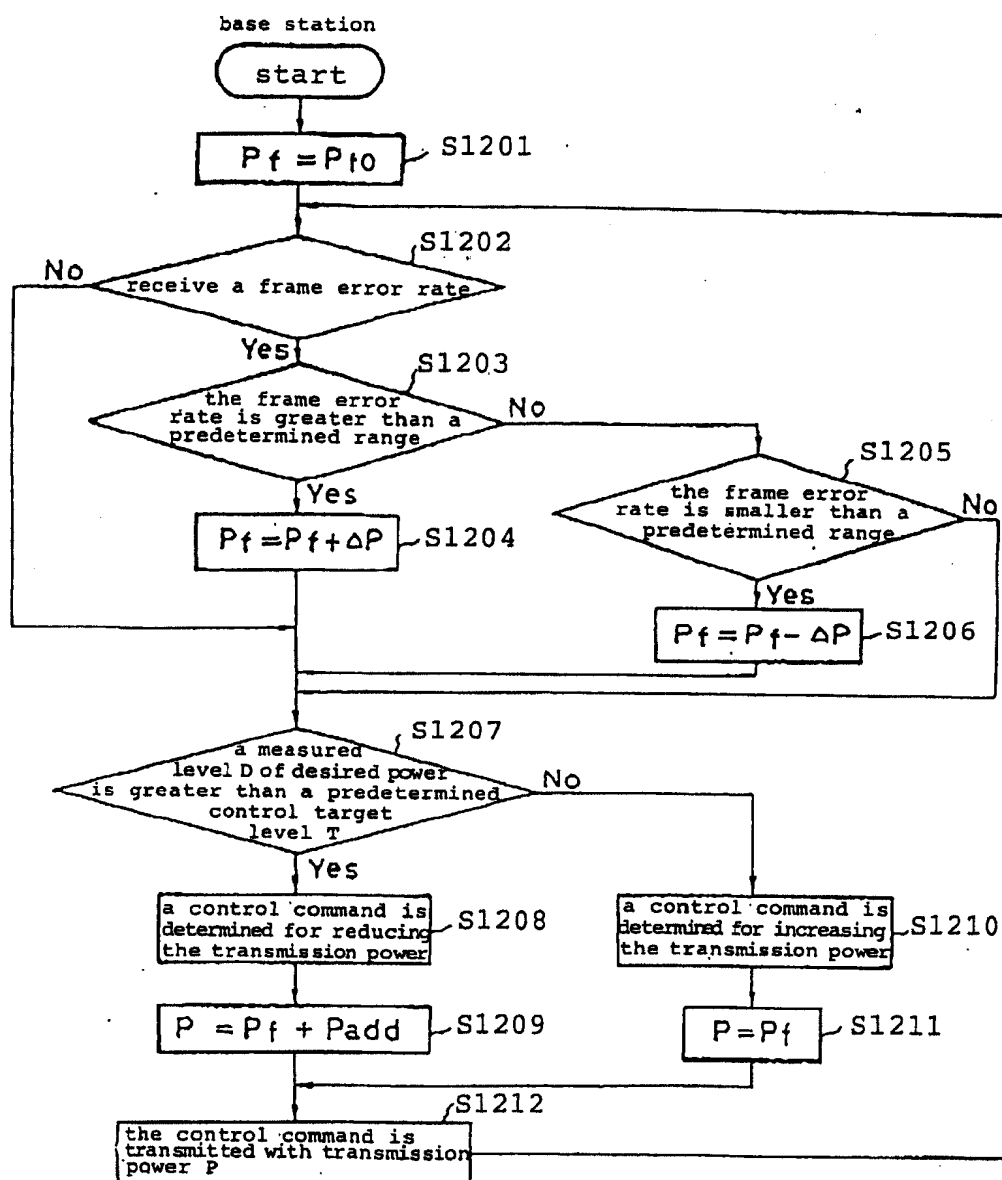 base station
start
Pf = Pf0
S1201
S1202
No
receive a frame error rate
Yes
S1203
the frame error
rate is greater than a
predetermined range
No
S1205
the frame error
rate is smaller than a
predetermined range
No
Yes
Pf=Pf+ΔP
S1204
Yes
Pf=Pf-ΔP
S1206
S1207
a measured
level D of desired power
is greater than a predetermined
control target
level T
No
Yes
a control command is
determined for reducing
the transmission power
S1208
a control command is
determined for increasing
the transmission power
S1210
P = Pf + Padd
S1209
P=Pf
S1211
S1212
the control command is
transmitted with transmission
power P